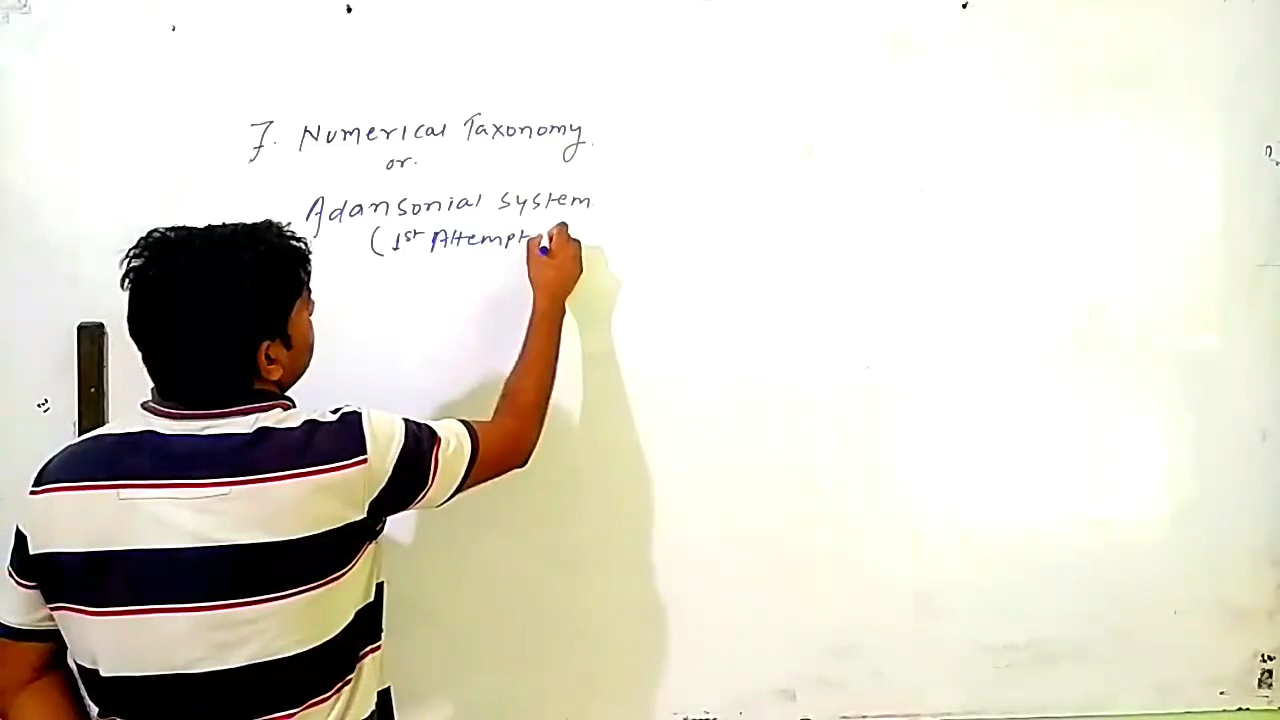 7. Numerical Taxonomy.
or.
Adansonial system.
(1st Attempt